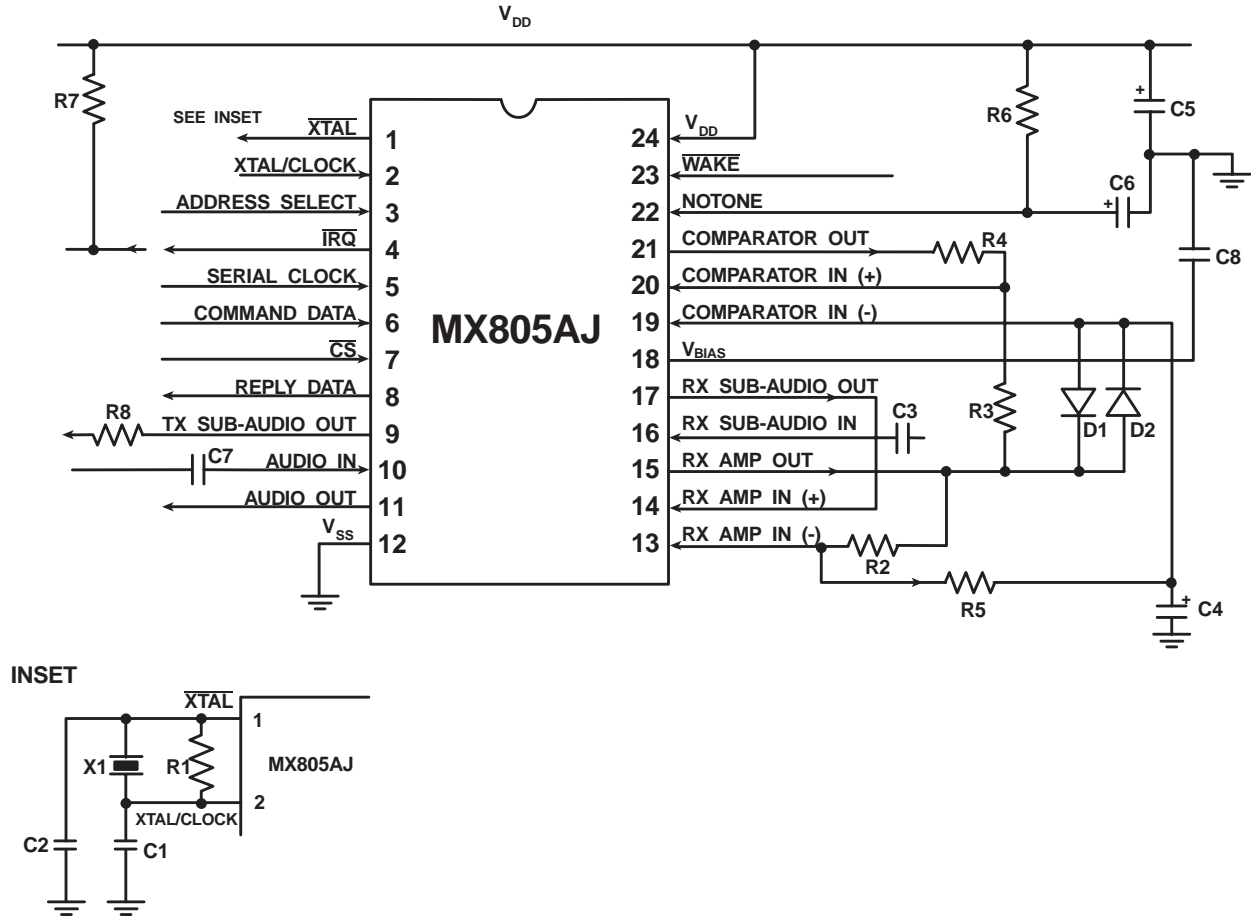 V_DD
R7
SEE INSET
XTAL
1
XTAL/CLOCK
2
ADDRESS SELECT
3
IRQ
4
SERIAL CLOCK
5
COMMAND DATA
6
CS
7
REPLY DATA
8
R8
TX SUB-AUDIO OUT
9
C7
AUDIO IN
10
AUDIO OUT
11
V_SS
12
MX805AJ
24
V_DD
23
WAKE
22
NOTONE
21
COMPARATOR OUT
20
COMPARATOR IN (+)
19
COMPARATOR IN (-)
18
V_BIAS
17
RX SUB-AUDIO OUT
16
RX SUB-AUDIO IN
15
RX AMP OUT
14
RX AMP IN (+)
13
RX AMP IN (-)
R6
+
C5
+
C6
C8
R4
R3
D1
D2
C3
R2
R5
+
C4
INSET
XTAL
1
X1
R1
MX805AJ
2
XTAL/CLOCK
C2
C1